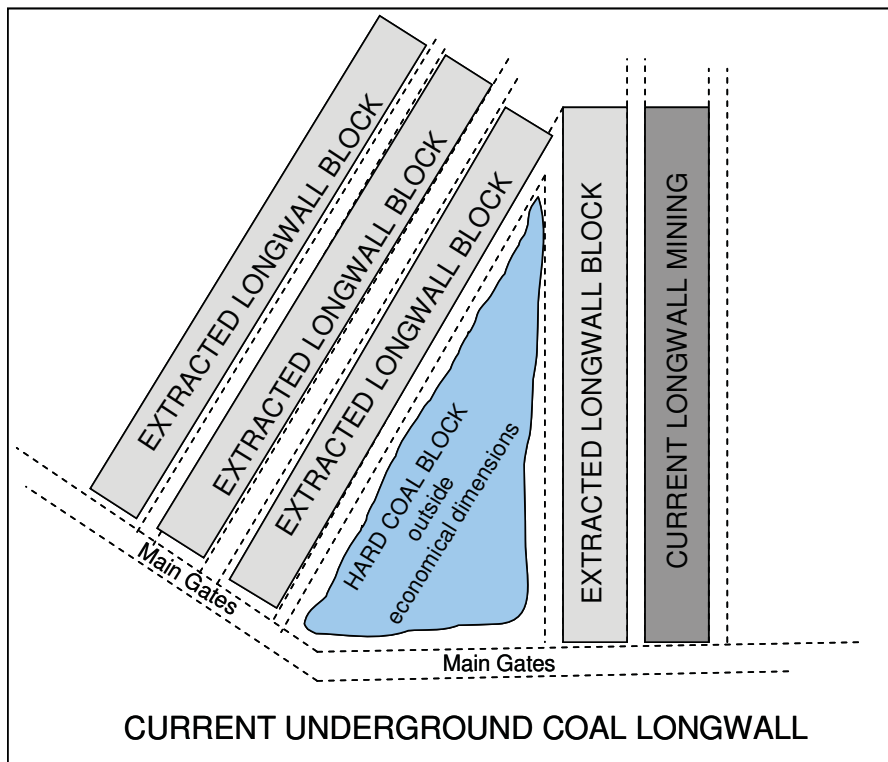 EXTRACTED LONGWALL BLOCK
EXTRACTED LONGWALL BLOCK
EXTRACTED LONGWALL BLOCK
HARD COAL BLOCK
outside
economical dimensions
EXTRACTED LONGWALL BLOCK
CURRENT LONGWALL MINING
Main Gates
Main Gates
CURRENT UNDERGROUND COAL LONGWALL